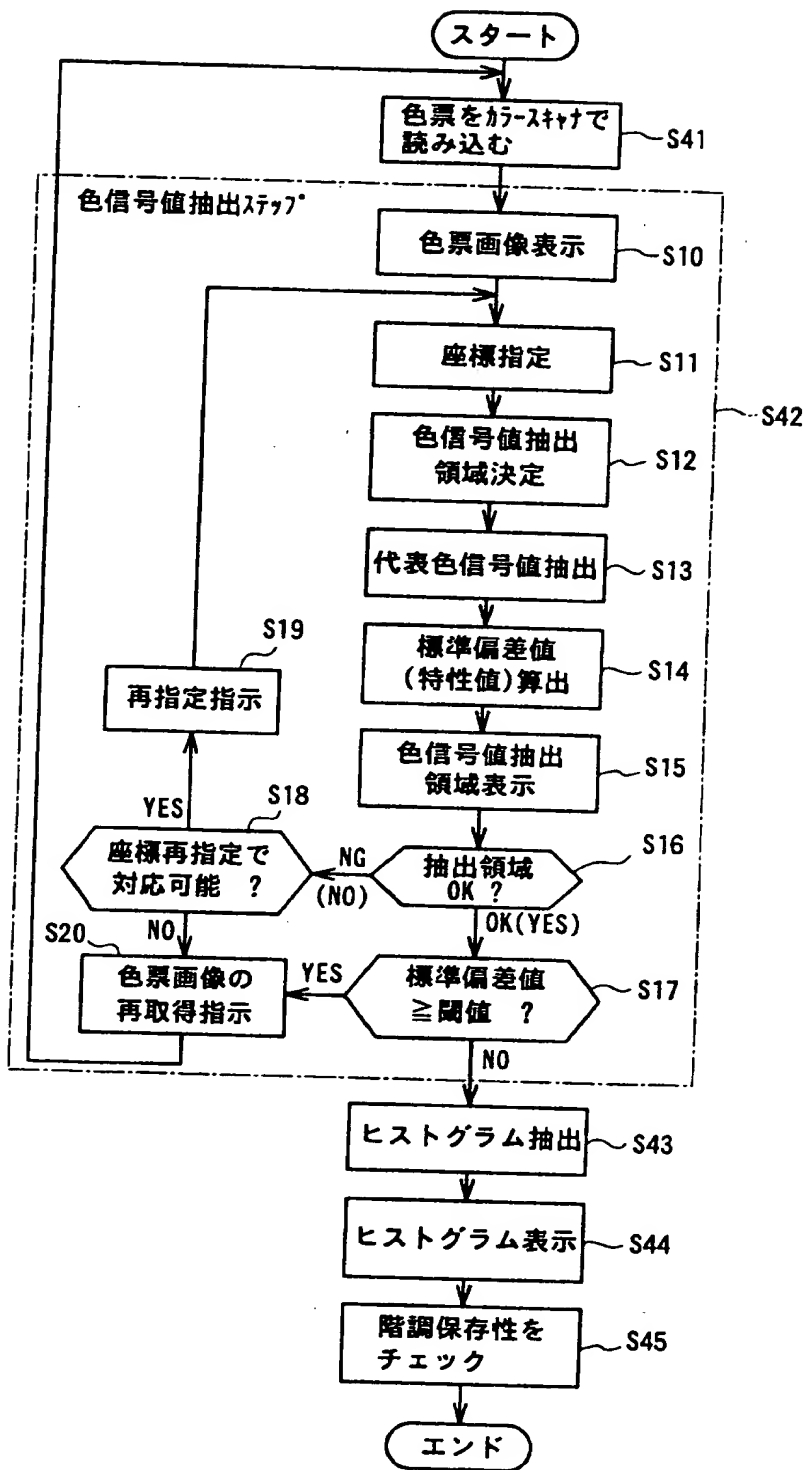 スタート
色票をカラースキャナで
読み込む
S41
色信号値抽出ステップ
色票画像表示
S10
座標指定
S11
S42
色信号値抽出
領域決定
S12
代表色信号値抽出
S13
標準偏差値
(特性値)算出
S14
S19
再指定指示
色信号値抽出
領域表示
S15
YES
S18
座標再指定で
対応可能 ?
NG
(NO)
抽出領域
OK ?
S16
NO
OK(YES)
S20
色票画像の
再取得指示
YES
標準偏差値
≧閾値 ?
S17
NO
ヒストグラム抽出
S43
ヒストグラム表示
S44
階調保存性を
チェック
S45
エンド